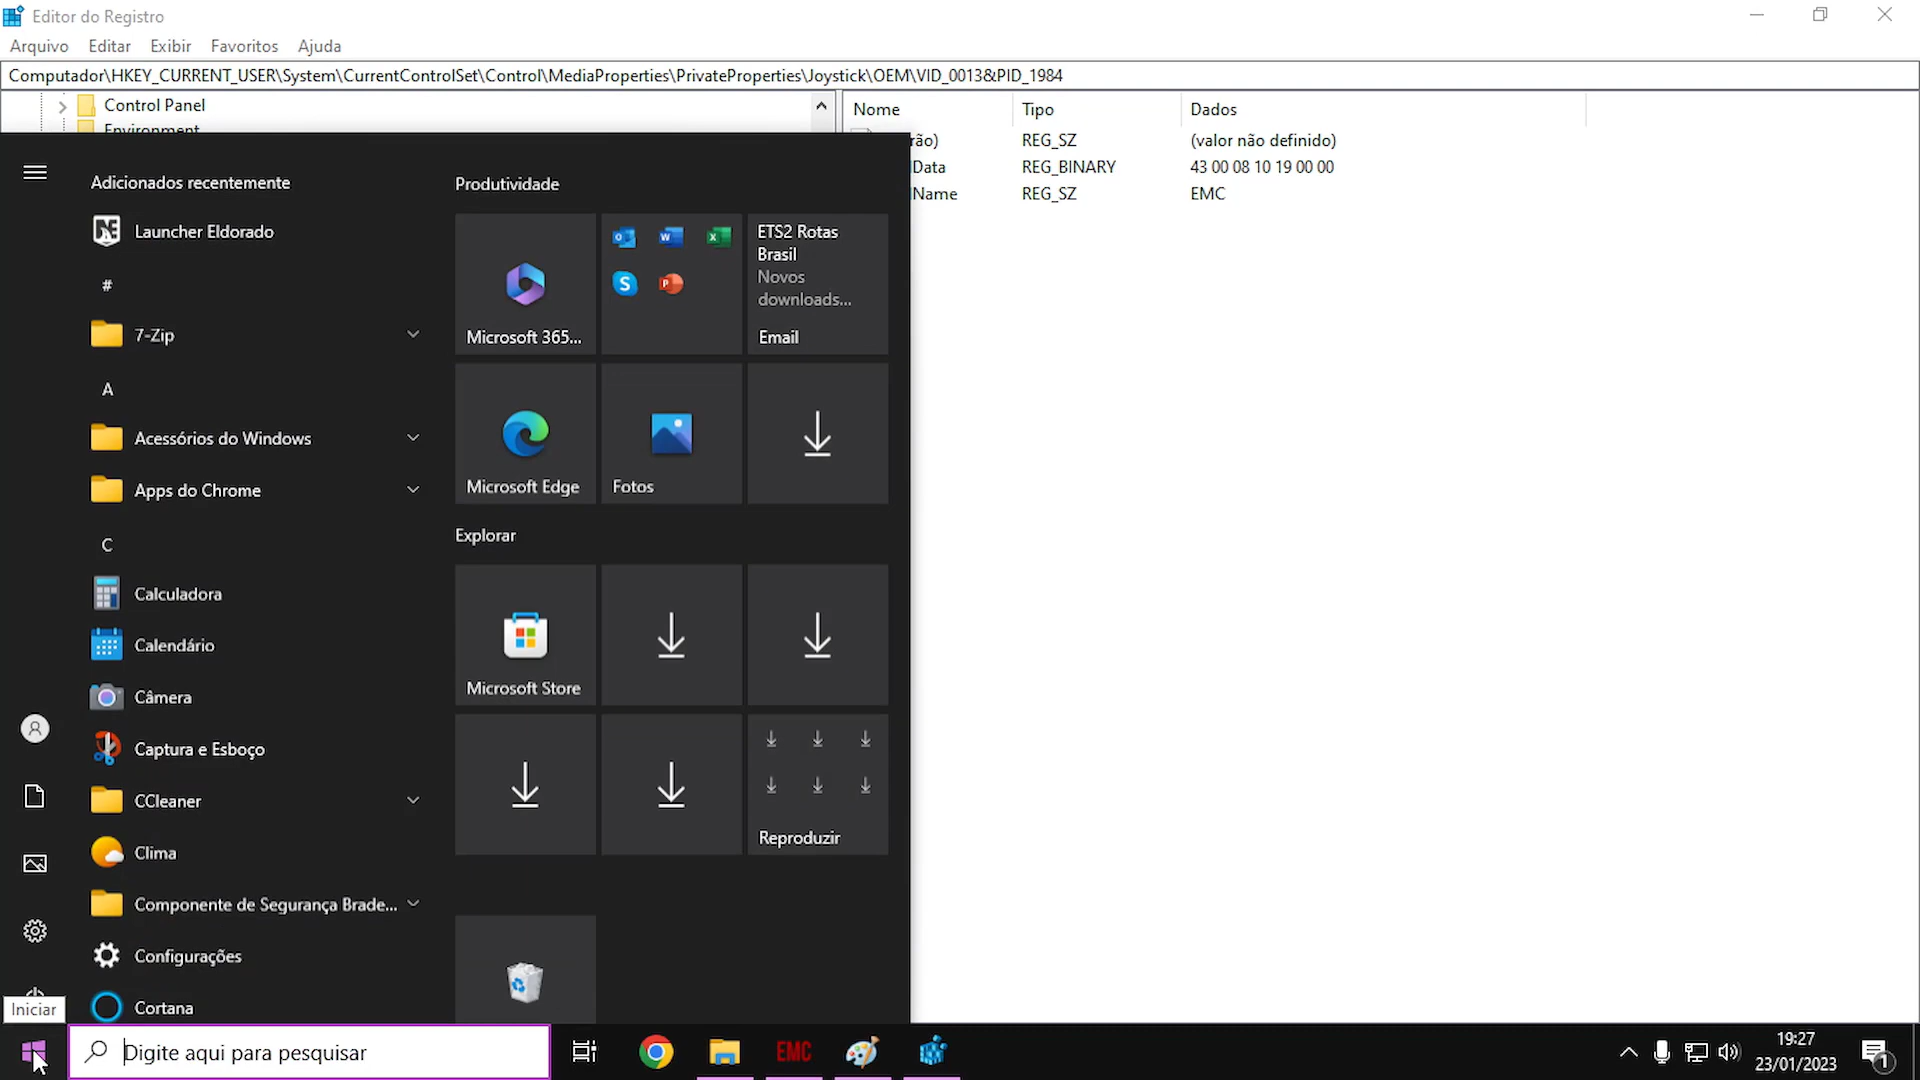 Editor do Registro
Arquivo Editar Exibir Favoritos Ajuda
Computador\HKEY_CURRENT_USER\System\CurrentControlSet\Control\MediaProperties\PrivateProperties\Joystick\OEM\VID_0013&PID_1984
Control Panel
Environment
Nome Tipo Dados
rão) REG_SZ (valor não definido)
Data REG_BINARY 43 00 08 10 19 00 00
Name REG_SZ EMC
Adicionados recentemente
Launcher Eldorado
#
7-Zip
A
Acessórios do Windows
Apps do Chrome
C
Calculadora
Calendário
Câmera
Captura e Esboço
CCleaner
Clima
Componente de Segurança Brade...
Configurações
Cortana
Produtividade
Microsoft 365...
ETS2 Rotas
Brasil
Novos
downloads...
Email
Microsoft Edge
Fotos
Explorar
Microsoft Store
Reproduzir
Iniciar
Digite aqui para pesquisar
EMC
19:27
23/01/2023
1